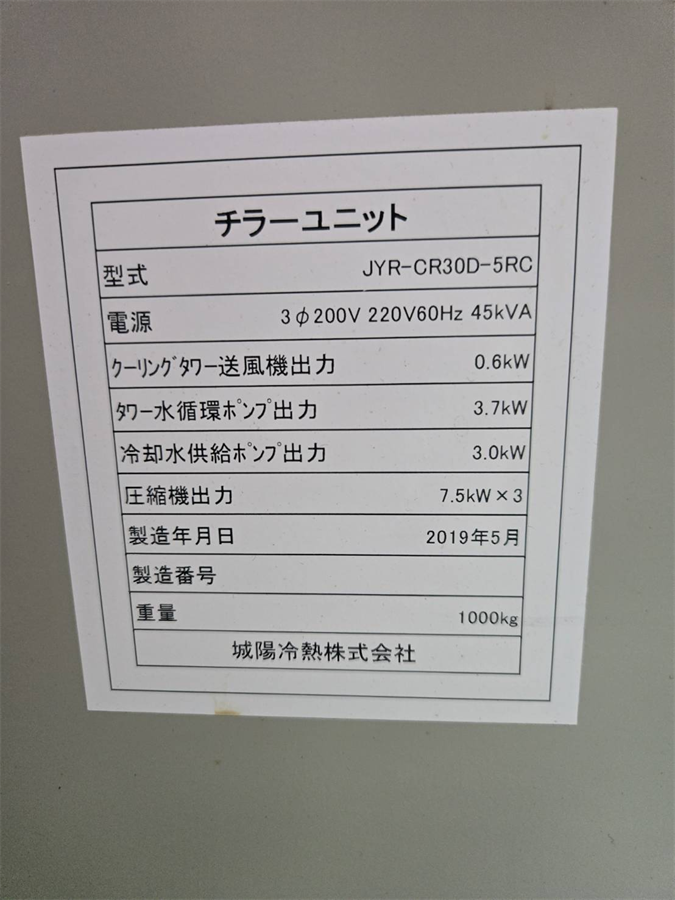 チラーユニット
型式 JYR-CR30D-5RC
電源 3φ200V 220V60Hz 45kVA
ｸｰﾘﾝｸﾞﾀﾜｰ送風機出力 0.6kW
ﾀﾜｰ水循環ﾎﾟﾝﾌﾟ出力 3.7kW
冷却水供給ﾎﾟﾝﾌﾟ出力 3.0kW
圧縮機出力 7.5kW×3
製造年月日 2019年5月
製造番号
重量 1000kg
城陽冷熱株式会社